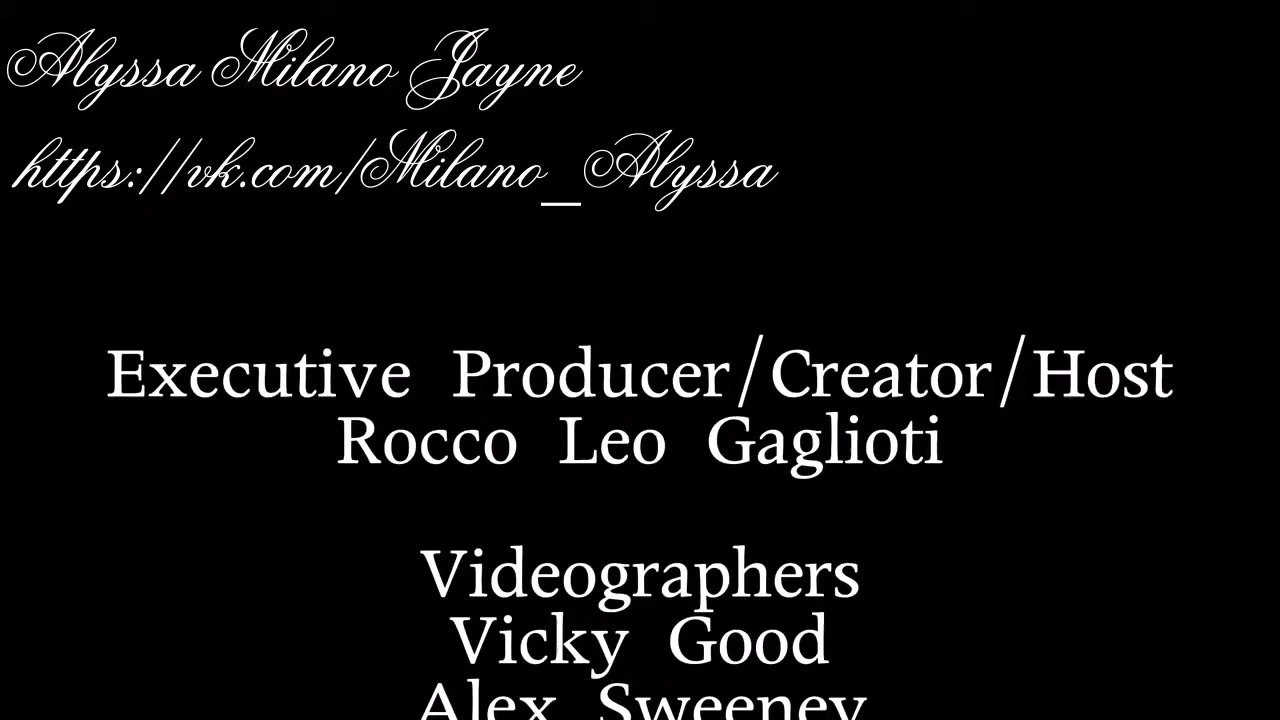 Alyssa Milano Jayne
https://vk.com/Milano_Alyssa
Executive Producer/Creator/Host
Rocco Leo Gaglioti
Videographers
Vicky Good
Alex Sweeney